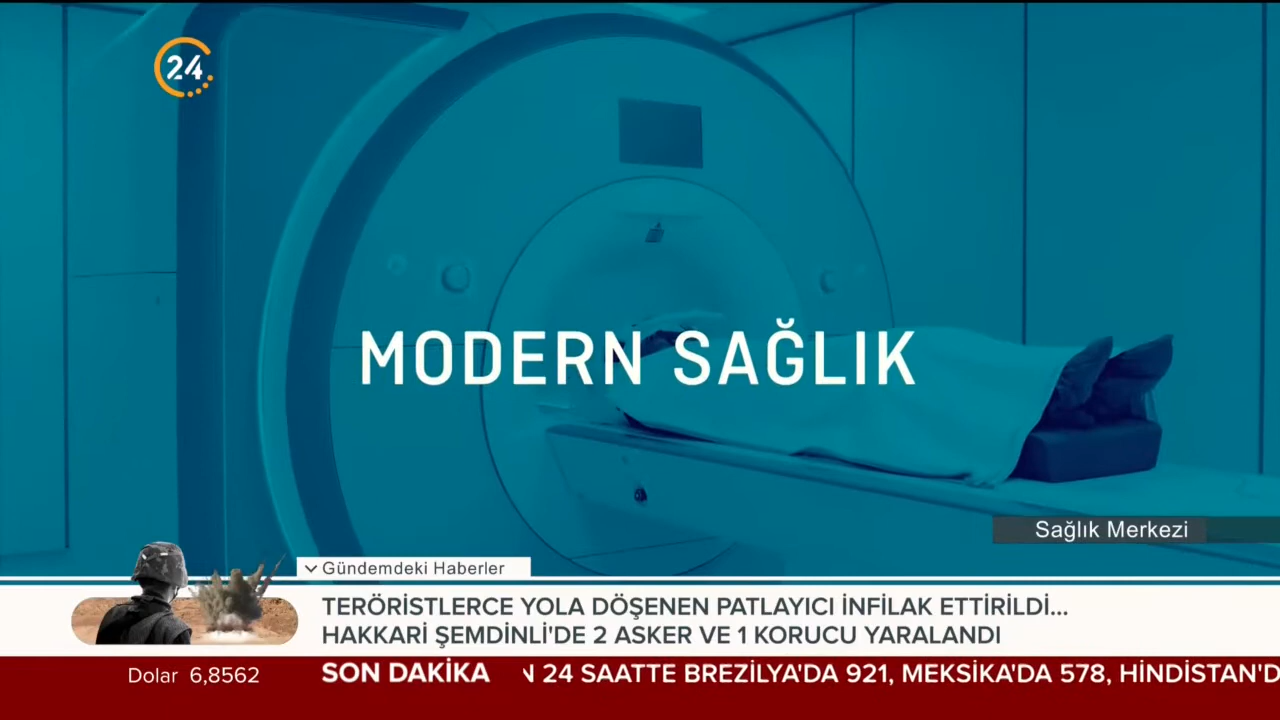 24
MODERN SAĞLIK
Sağlık Merkezi
Gündemdeki Haberler
TERÖRİSTLERCE YOLA DÖŞENEN PATLAYICI İNFİLAK ETTİRİLDİ...
HAKKARİ ŞEMDİNLİ'DE 2 ASKER VE 1 KORUCU YARALANDI
Dolar 6,8562
SON DAKİKA
24 SAATTE BREZİLYA'DA 921, MEKSİKA'DA 578, HİNDİSTAN'D